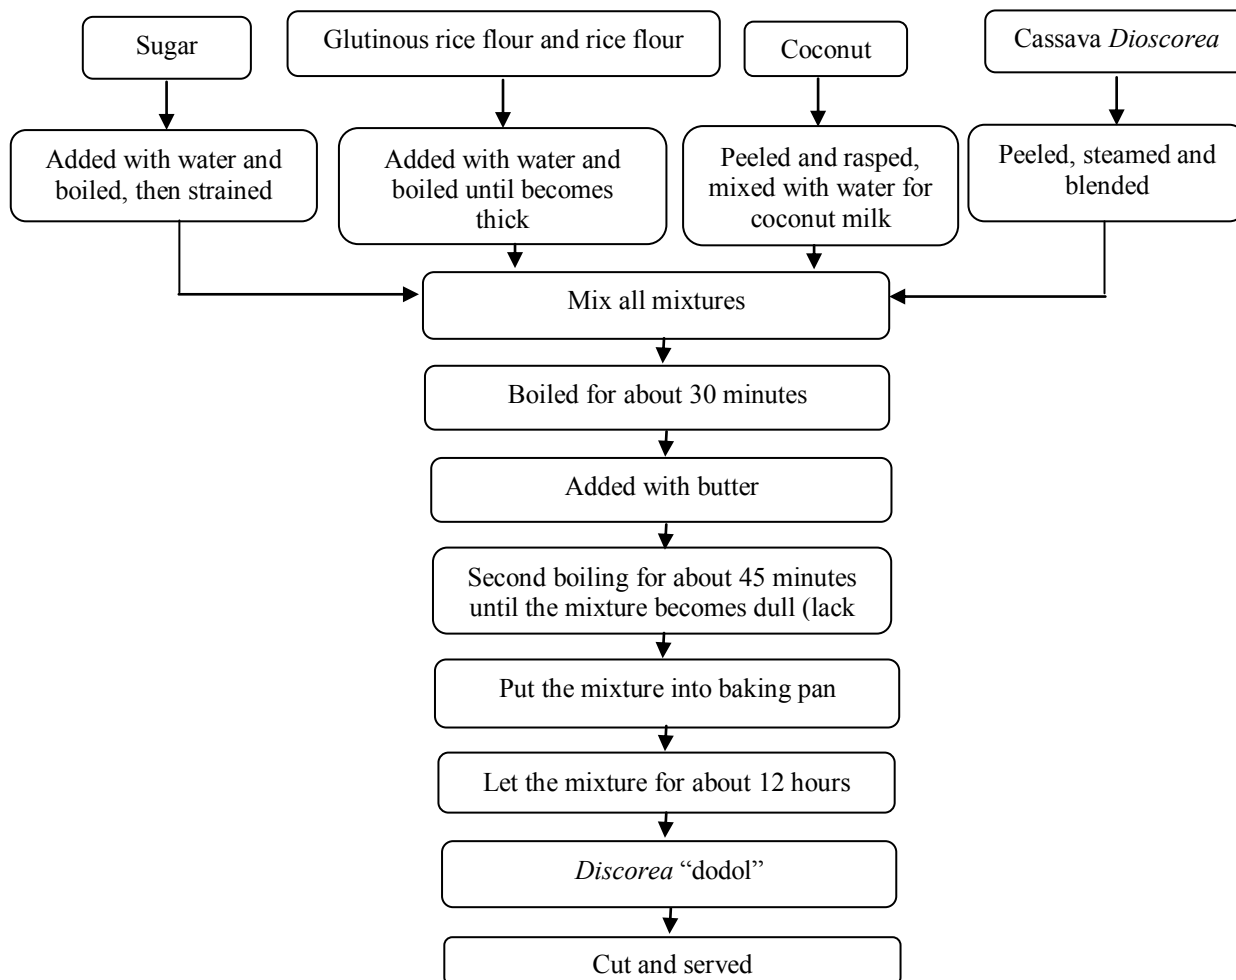 Sugar
Glutinous rice flour and rice flour
Coconut
Cassava Dioscorea
Added with water and
boiled, then strained
Added with water and
boiled until becomes
thick
Peeled and rasped,
mixed with water for
coconut milk
Peeled, steamed and
blended
Mix all mixtures
Boiled for about 30 minutes
Added with butter
Second boiling for about 45 minutes
until the mixture becomes dull (lack
Put the mixture into baking pan
Let the mixture for about 12 hours
Discorea “dodol”
Cut and served